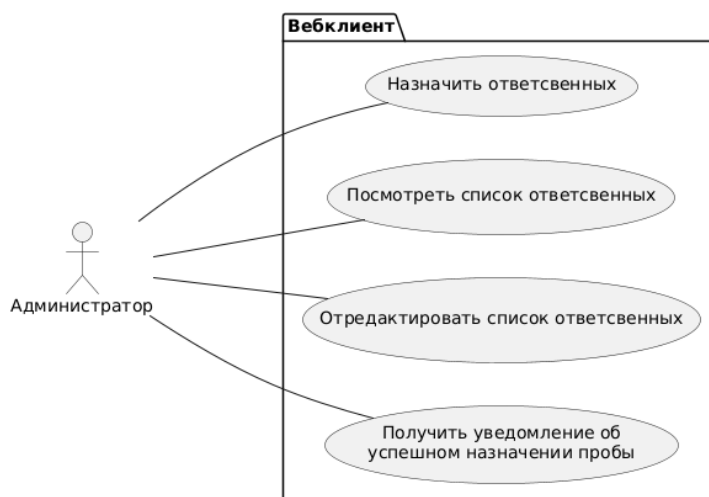 Вебклиент
Назначить ответсвенных
Посмотреть список ответсвенных
Администратор
Отредактировать список ответсвенных
Получить уведомление об
успешном назначении пробы